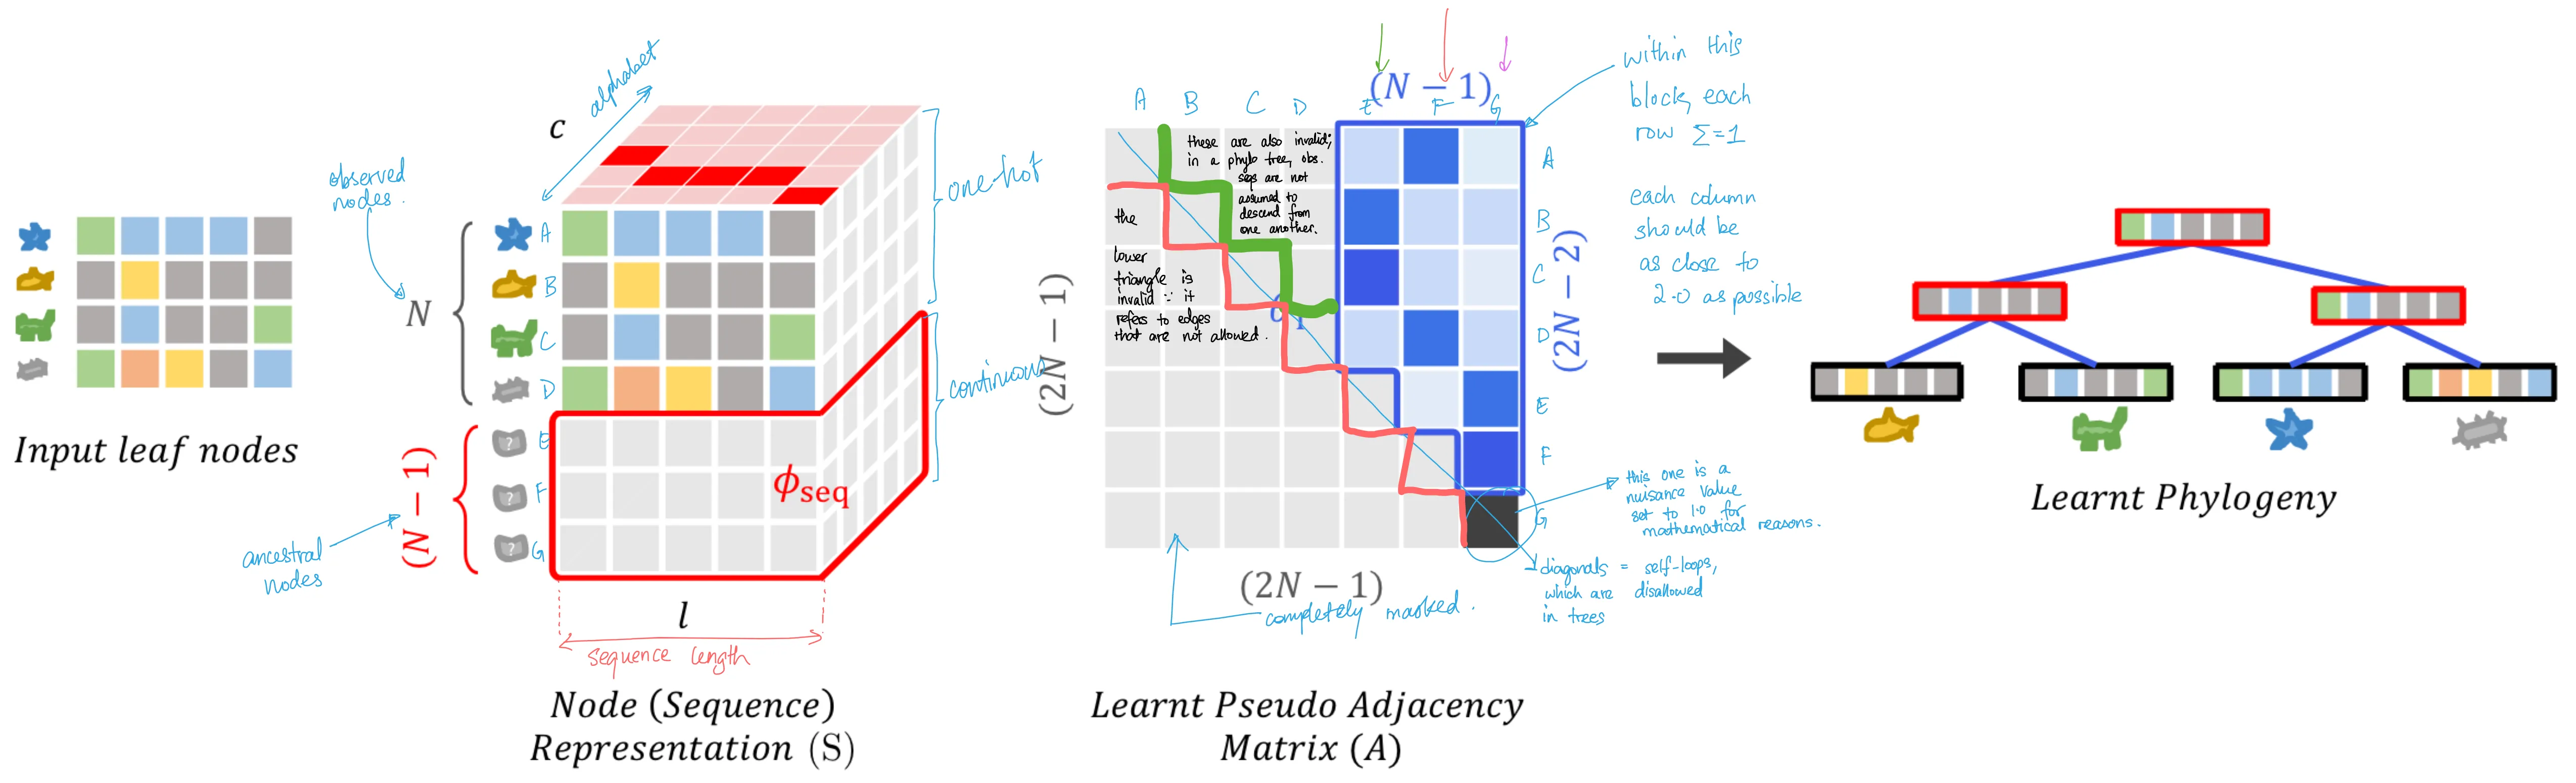 Input leaf nodes
observed
nodes.
N
(N − 1)
ancestral
nodes
c
alphabet
A
B
C
D
E
F
G
?
?
?
ϕseq
one-hot
continuous
l
sequence length
Node (Sequence)
Representation (S)
(N − 1)
A B C D E F G
these are also invalid;
in a phylo tree, obs.
seqs are not
assumed to
descend from
one another.
the
lower
triangle is
invalid ∵ it
refers to edges
that are not allowed.
(2N − 1)
A
B
C
D
E
F
G
(2N − 2)
(2N − 1)
completely masked.
within this
block, each
row Σ=1
each column
should be
as close to
2.0 as possible
this one is a
nuisance value
set to 1.0 for
mathematical reasons.
diagonals = self-loops,
which are disallowed
in trees
Learnt Pseudo Adjacency
Matrix (A)
Learnt Phylogeny